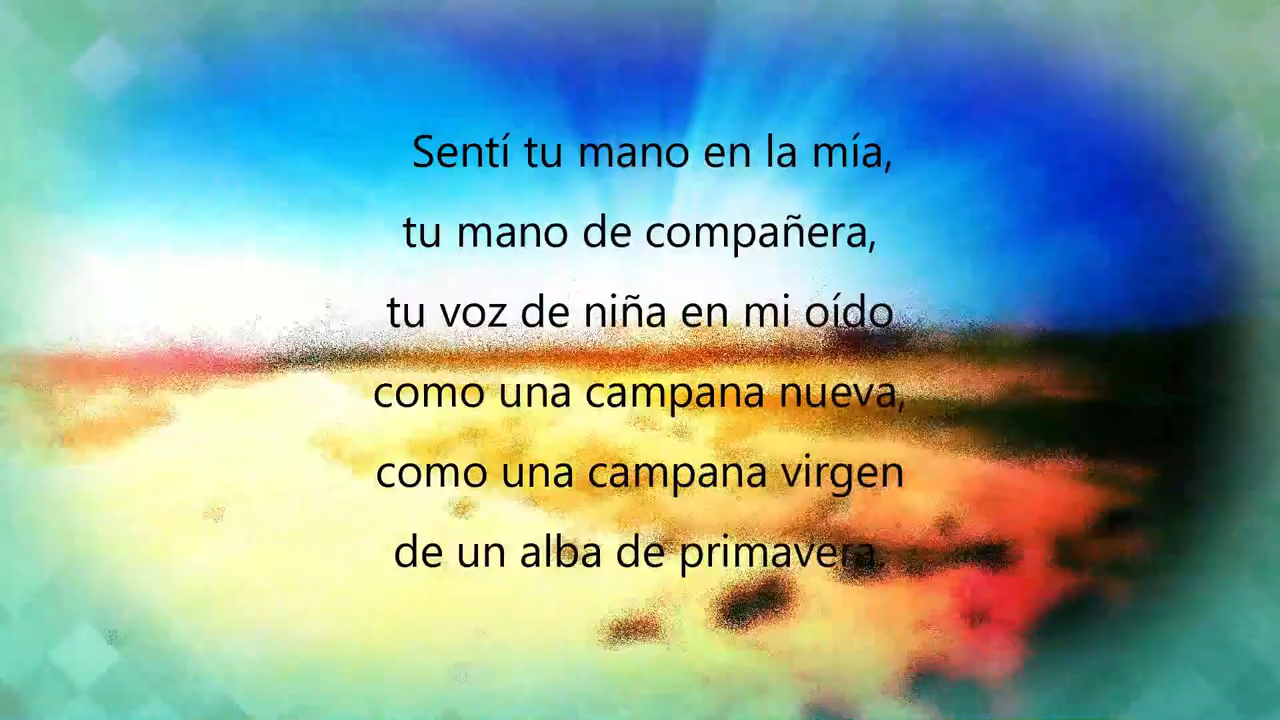 Sentí tu mano en la mía,
tu mano de compañera,
tu voz de niña en mi oído
como una campana nueva,
como una campana virgen
de un alba de primavera.